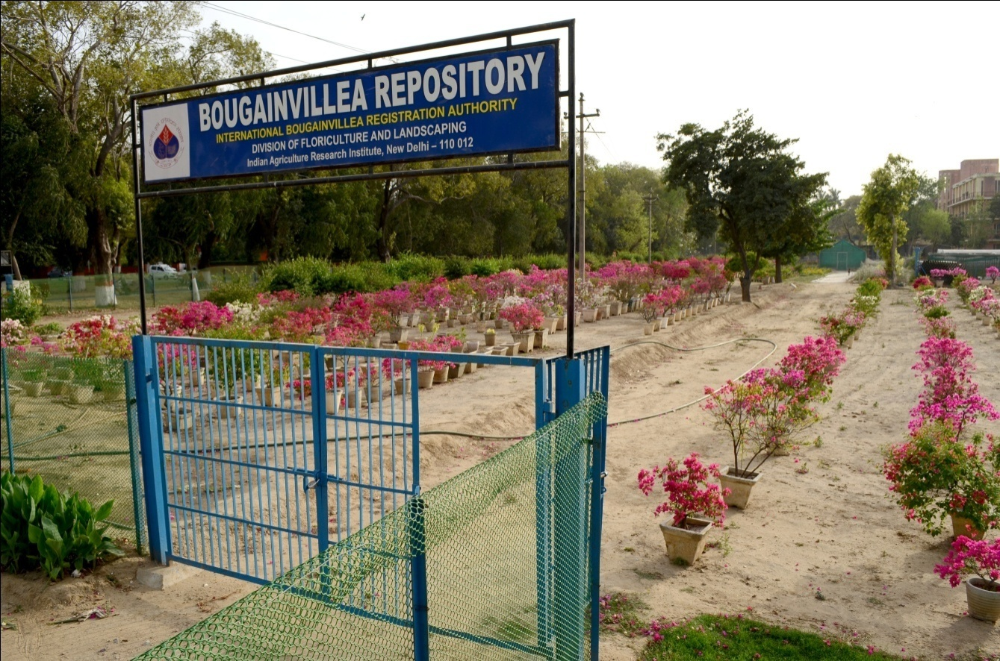 BOUGAINVILLEA REPOSITORY
INTERNATIONAL BOUGAINVILLEA REGISTRATION AUTHORITY
DIVISION OF FLORICULTURE AND LANDSCAPING
Indian Agriculture Research Institute, New Delhi – 110 012